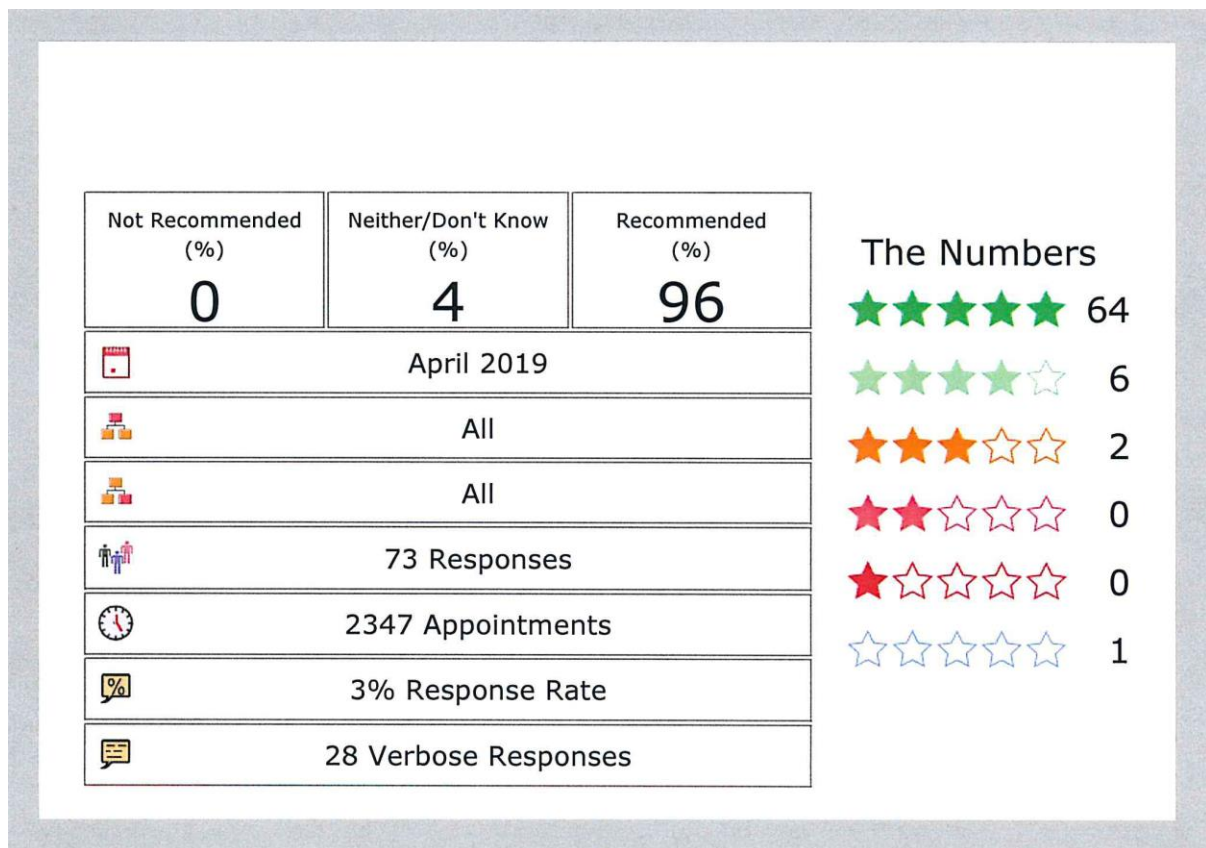 Not Recommended
(%)
0
Neither/Don't Know
(%)
4
Recommended
(%)
96
April 2019
All
All
73 Responses
2347 Appointments
3% Response Rate
%
28 Verbose Responses
The Numbers
64
6
2
0
0
1